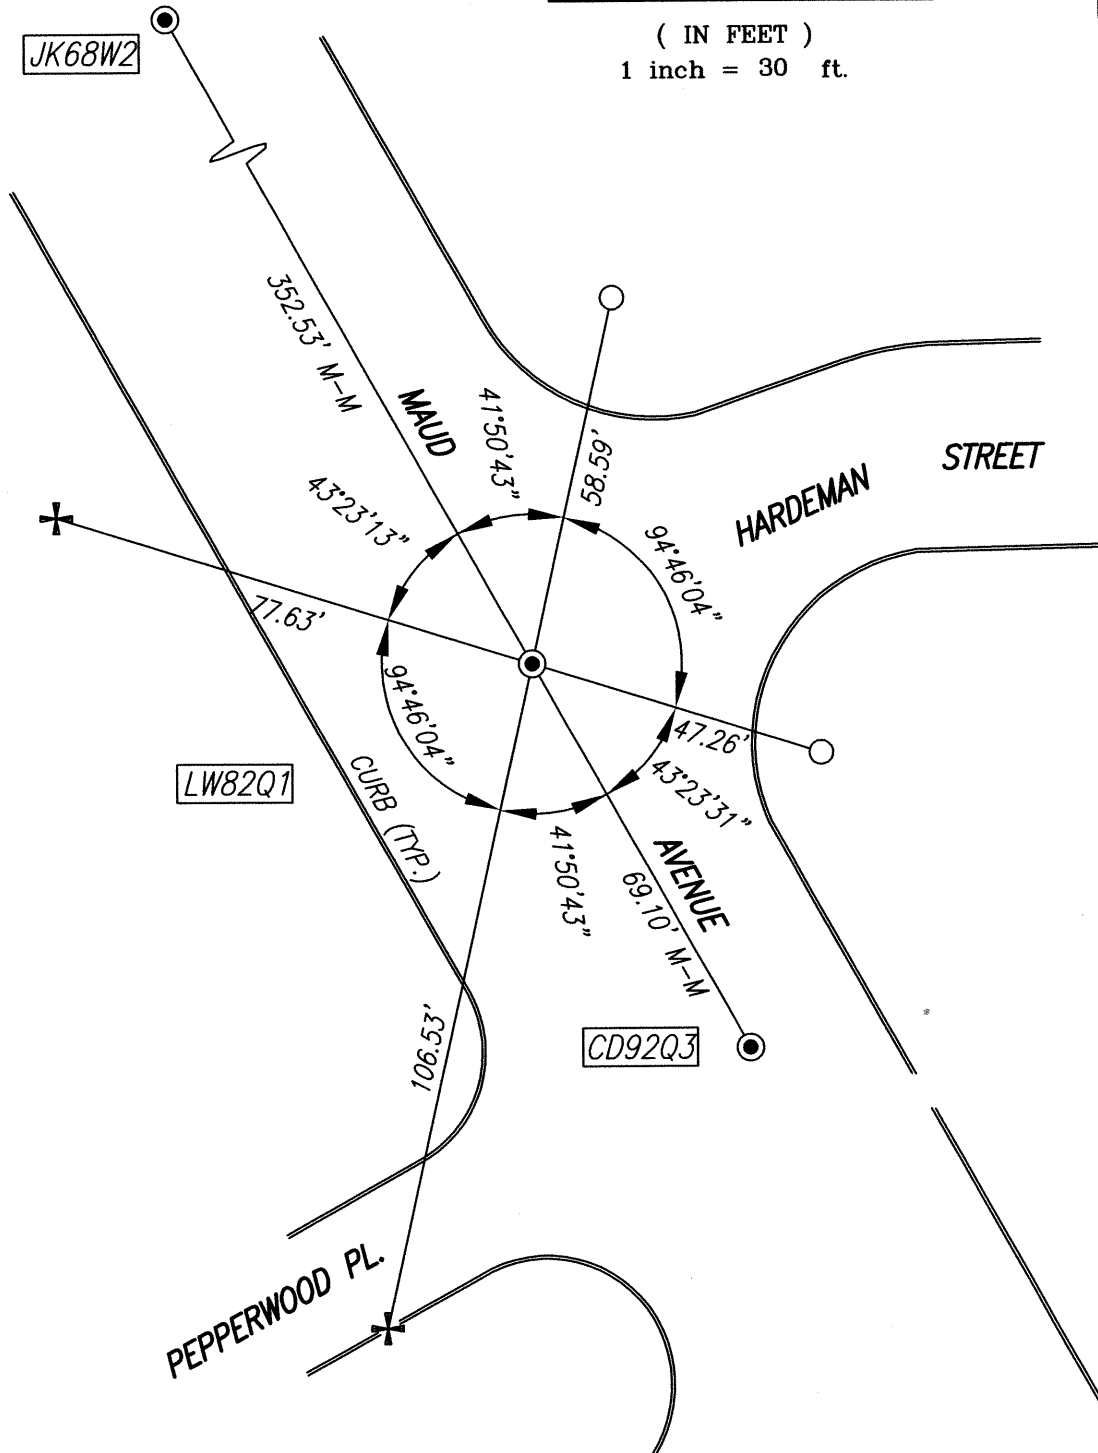 ( IN FEET )
1 inch = 30 ft.
JK68W2
352.53' M-M
MAUD
41°50'43"
58.59'
STREET
HARDEMAN
43°23'13"
94°46'04"
77.63'
94°46'04"
47.26'
43°23'31"
LW82Q1
CURB (TYP.)
41°50'43"
AVENUE
69.10' M-M
106.53'
CD92Q3
PEPPERWOOD PL.